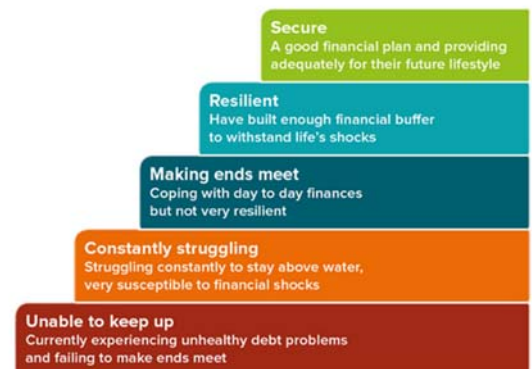 Secure
A good financial plan and providing
adequately for their future lifestyle
Resilient
Have built enough financial buffer
to withstand life's shocks
Making ends meet
Coping with day to day finances
but not very resilient
Constantly struggling
Struggling constantly to stay above water,
very susceptible to financial shocks
Unable to keep up
Currently experiencing unhealthy debt problems
and failing to make ends meet